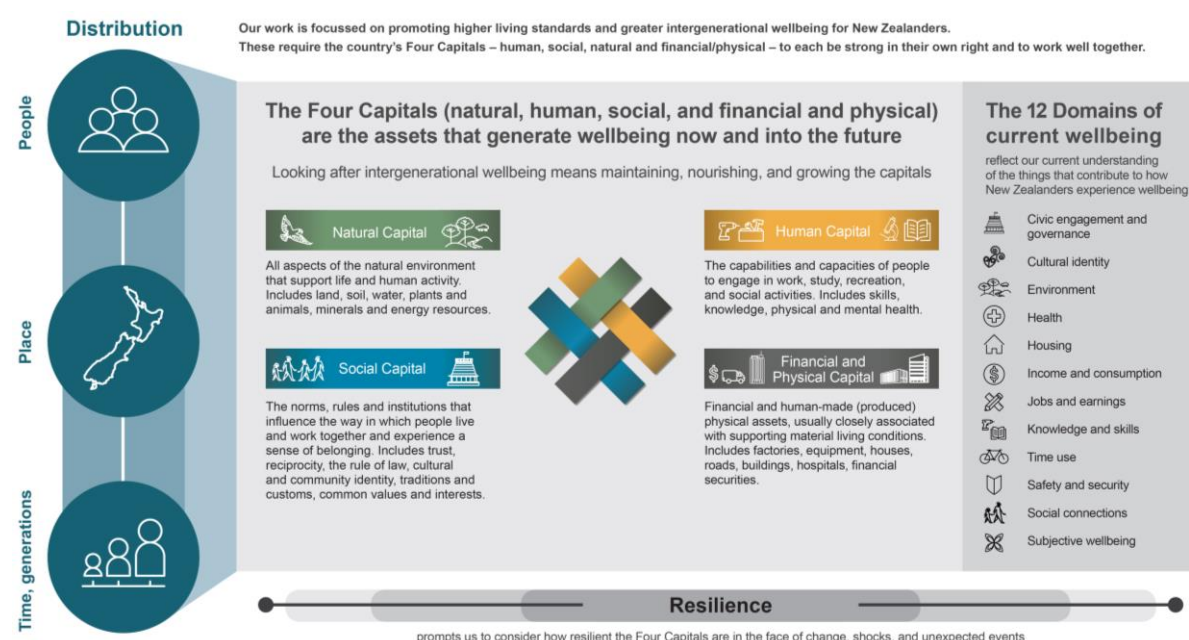 Distribution
Our work is focussed on promoting higher living standards and greater intergenerational wellbeing for New Zealanders.
These require the country's Four Capitals – human, social, natural and financial/physical – to each be strong in their own right and to work well together.
People
Place
Time, generations
The Four Capitals (natural, human, social, and financial and physical)
are the assets that generate wellbeing now and into the future
Looking after intergenerational wellbeing means maintaining, nourishing, and growing the capitals
Natural Capital
All aspects of the natural environment
that support life and human activity.
Includes land, soil, water, plants and
animals, minerals and energy resources.
Human Capital
The capabilities and capacities of people
to engage in work, study, recreation,
and social activities. Includes skills,
knowledge, physical and mental health.
Social Capital
The norms, rules and institutions that
influence the way in which people live
and work together and experience a
sense of belonging. Includes trust,
reciprocity, the rule of law, cultural
and community identity, traditions and
customs, common values and interests.
Financial and
Physical Capital
Financial and human-made (produced)
physical assets, usually closely associated
with supporting material living conditions.
Includes factories, equipment, houses,
roads, buildings, hospitals, financial
securities.
The 12 Domains of
current wellbeing
reflect our current understanding
of the things that contribute to how
New Zealanders experience wellbeing
Civic engagement and
governance
Cultural identity
Environment
Health
Housing
Income and consumption
Jobs and earnings
Knowledge and skills
Time use
Safety and security
Social connections
Subjective wellbeing
Resilience
prompts us to consider how resilient the Four Capitals are in the face of change, shocks, and unexpected events